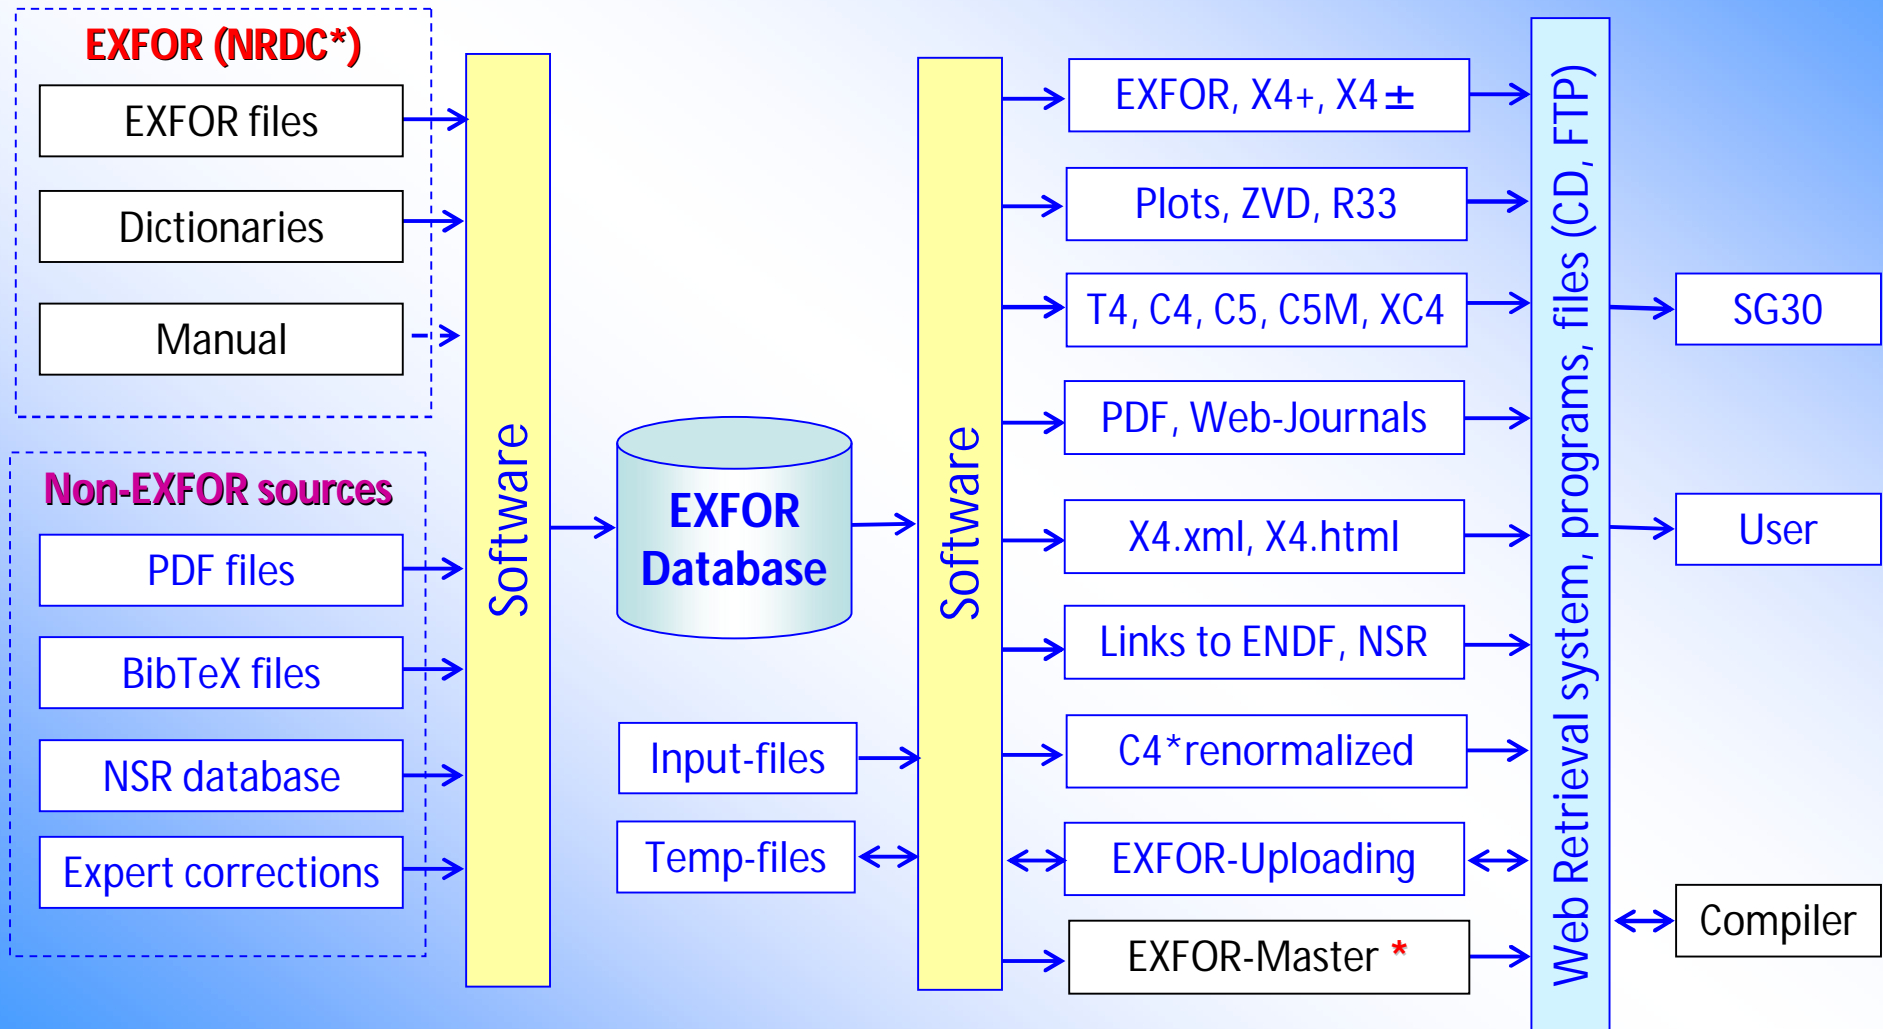 EXFOR (NRDC*)
EXFOR files
Dictionaries
Manual
Non-EXFOR sources
PDF files
BibTeX files
NSR database
Expert corrections
Software
EXFOR
Database
Input-files
Temp-files
Software
EXFOR, X4+, X4±
Plots, ZVD, R33
T4, C4, C5, C5M, XC4
PDF, Web-Journals
X4.xml, X4.html
Links to ENDF, NSR
C4*renormalized
EXFOR-Uploading
EXFOR-Master *
Web Retrieval system, programs, files (CD, FTP)
SG30
User
Compiler